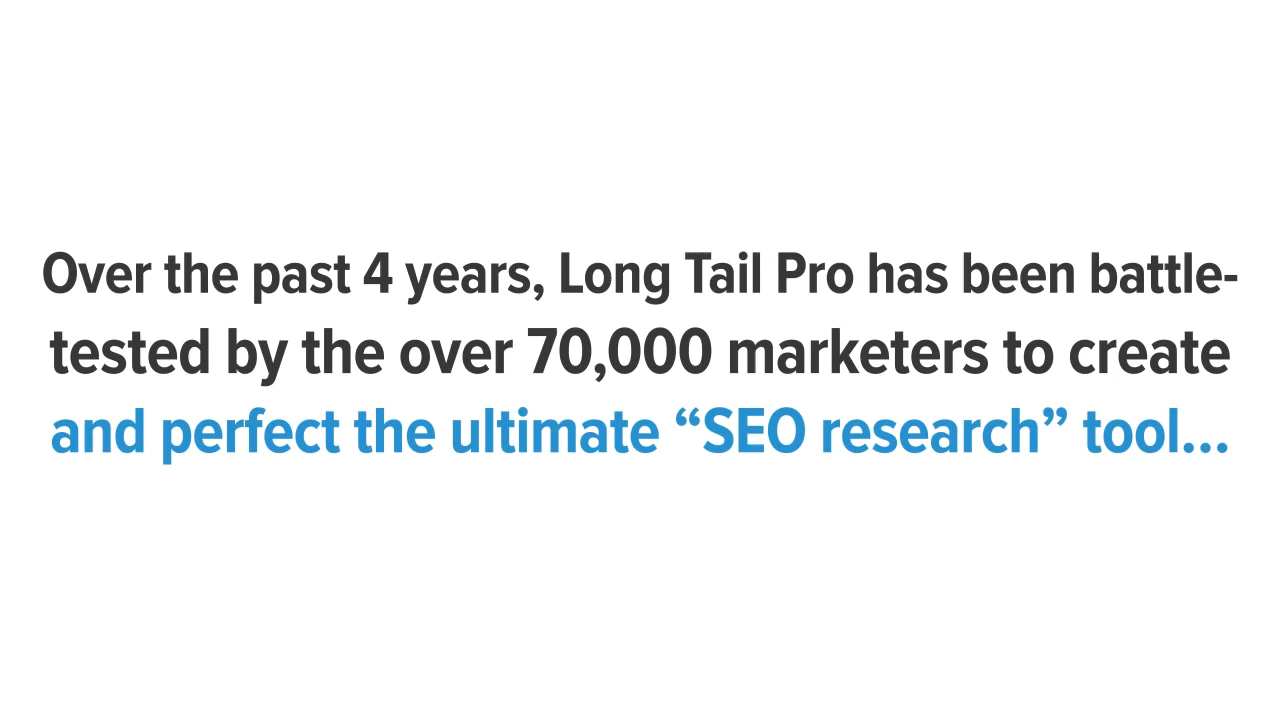 Over the past 4 years, Long Tail Pro has been battle-
tested by the over 70,000 marketers to create
and perfect the ultimate “SEO research” tool...